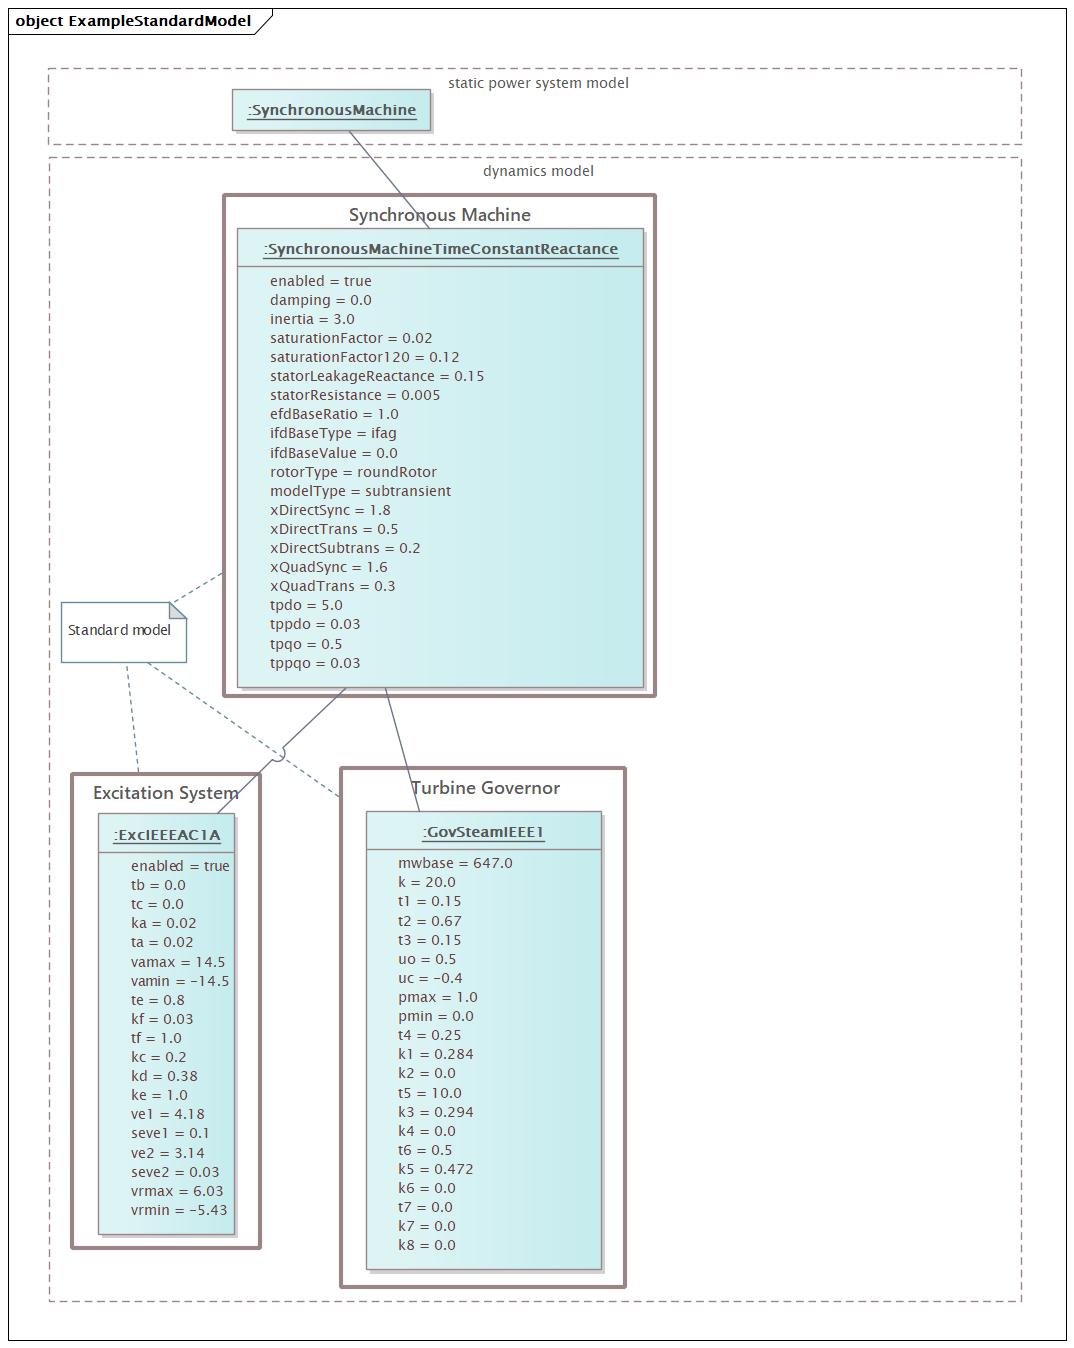 object ExampleStandardModel
static power system model
:SynchronousMachine
dynamics model
Synchronous Machine
:SynchronousMachineTimeConstantReactance
enabled = true
damping = 0.0
inertia = 3.0
saturationFactor = 0.02
saturationFactor120 = 0.12
statorLeakageReactance = 0.15
statorResistance = 0.005
efdBaseRatio = 1.0
ifdBaseType = ifag
ifdBaseValue = 0.0
rotorType = roundRotor
modelType = subtransient
xDirectSync = 1.8
xDirectTrans = 0.5
xDirectSubtrans = 0.2
xQuadSync = 1.6
xQuadTrans = 0.3
tpdo = 5.0
tppdo = 0.03
tpqo = 0.5
tppqo = 0.03
Standard model
Excitation System
:ExcIEEEAC1A
enabled = true
tb = 0.0
tc = 0.0
ka = 0.02
ta = 0.02
vamax = 14.5
vamin = -14.5
te = 0.8
kf = 0.03
tf = 1.0
kc = 0.2
kd = 0.38
ke = 1.0
ve1 = 4.18
seve1 = 0.1
ve2 = 3.14
seve2 = 0.03
vrmax = 6.03
vrmin = -5.43
Turbine Governor
:GovSteamIEEE1
mwbase = 647.0
k = 20.0
t1 = 0.15
t2 = 0.67
t3 = 0.15
uo = 0.5
uc = -0.4
pmax = 1.0
pmin = 0.0
t4 = 0.25
k1 = 0.284
k2 = 0.0
t5 = 10.0
k3 = 0.294
k4 = 0.0
t6 = 0.5
k5 = 0.472
k6 = 0.0
t7 = 0.0
k7 = 0.0
k8 = 0.0